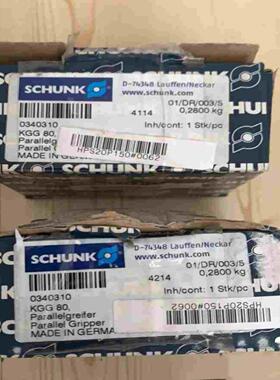 SCHUNK
D-74348 Lauffen/Neckar
www.schunk.com
01/DR/003/5
4114 0,2800 kg
0340310
KGG 80,
Inh/cont: 1 Stk/pc
Parallelgreifer
Parallel Gripper
MADE IN GERMA
HPS20P150#0062
SCHUNK
D-74348 Lauffen/Neckar
www.schunk.com
01/DR/003/5
4214 0,2800 kg
0340310
KGG 80,
Inh/cont: 1 Stk/pc
Parallelgreifer
Parallel Gripper
MADE IN GERMA
HPS20P150#0062